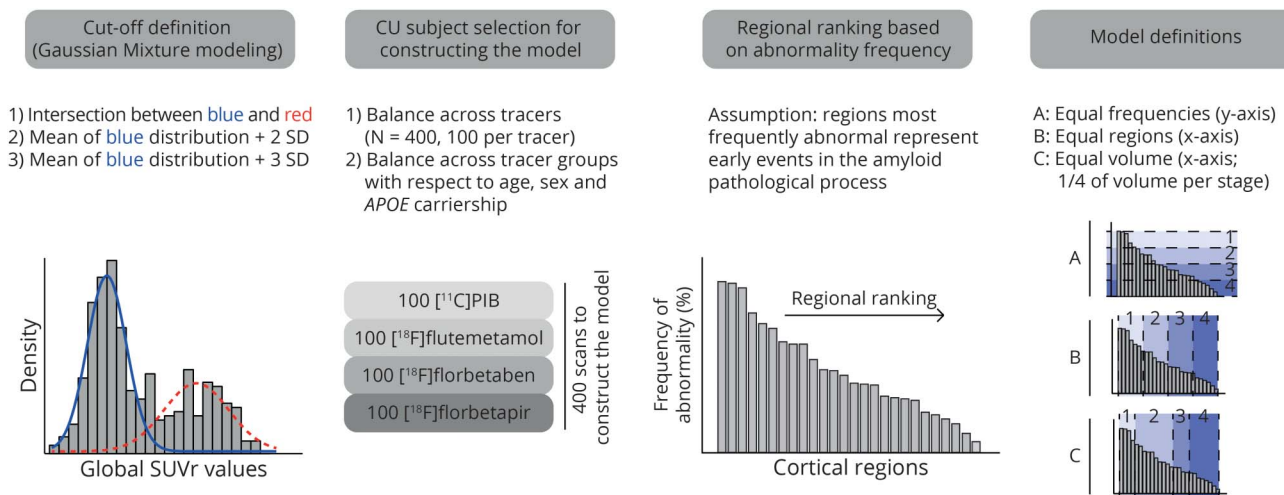 Cut-off definition
(Gaussian Mixture modeling)
1) Intersection between blue and red
2) Mean of blue distribution + 2 SD
3) Mean of blue distribution + 3 SD
Density
Global SUVr values
CU subject selection for
constructing the model
1) Balance across tracers
(N = 400, 100 per tracer)
2) Balance across tracer groups
with respect to age, sex and
APOE carriership
100 [¹¹C]PIB
100 [¹⁸F]flutemetamol
100 [¹⁸F]florbetaben
100 [¹⁸F]florbetapir
400 scans to
construct the model
Regional ranking based
on abnormality frequency
Assumption: regions most
frequently abnormal represent
early events in the amyloid
pathological process
Frequency of
abnormality (%)
Regional ranking
Cortical regions
Model definitions
A: Equal frequencies (y-axis)
B: Equal regions (x-axis)
C: Equal volume (x-axis;
1/4 of volume per stage)
A
1
2
3
4
B
1 2 3 4
C
1 2 3 4